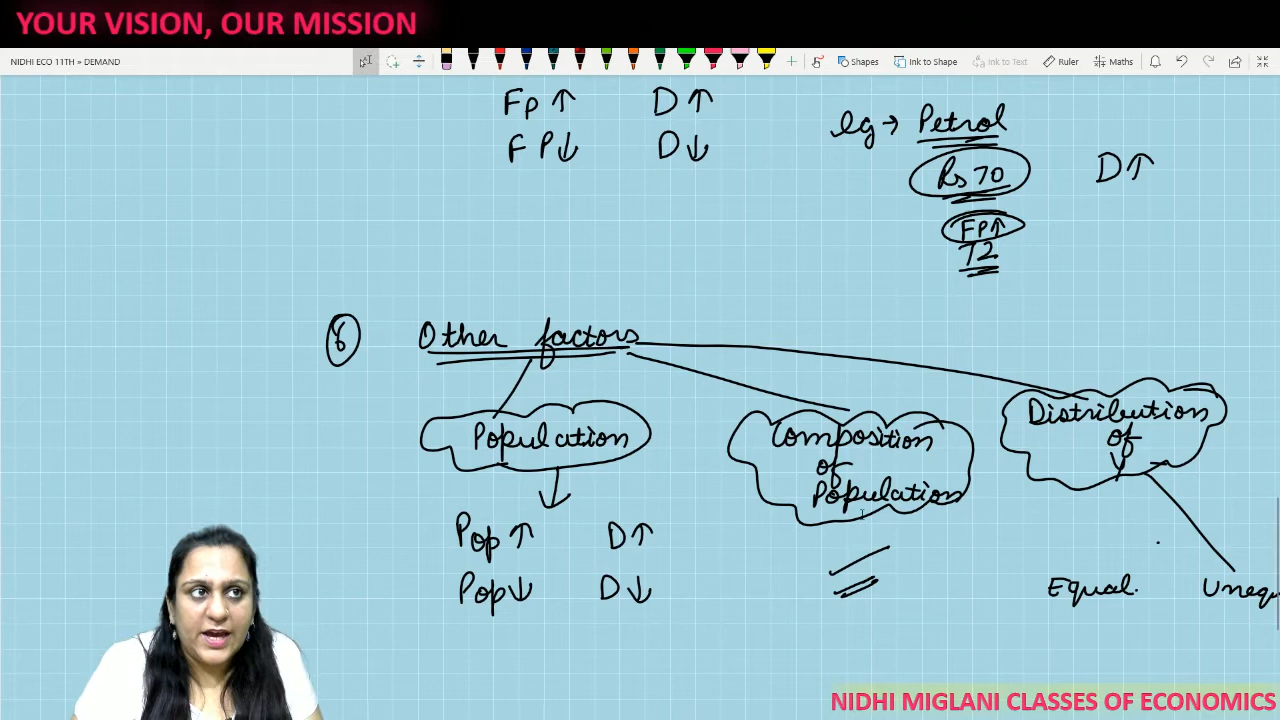 YOUR VISION, OUR MISSION
NIDHI ECO 11TH » DEMAND
Shapes
Ink to Shape
Ink to Text
Ruler
Maths
Fp ↑ D ↑
FP↓ D↓
eg → Petrol
Rs 70 D↑
FP↑
T2
8 Other factors
Population
Composition
of
Population
Distribution
of
Y
Pop ↑ D↑
Pop↓ D↓
Equal. Unequ
NIDHI MIGLANI CLASSES OF ECONOMICS